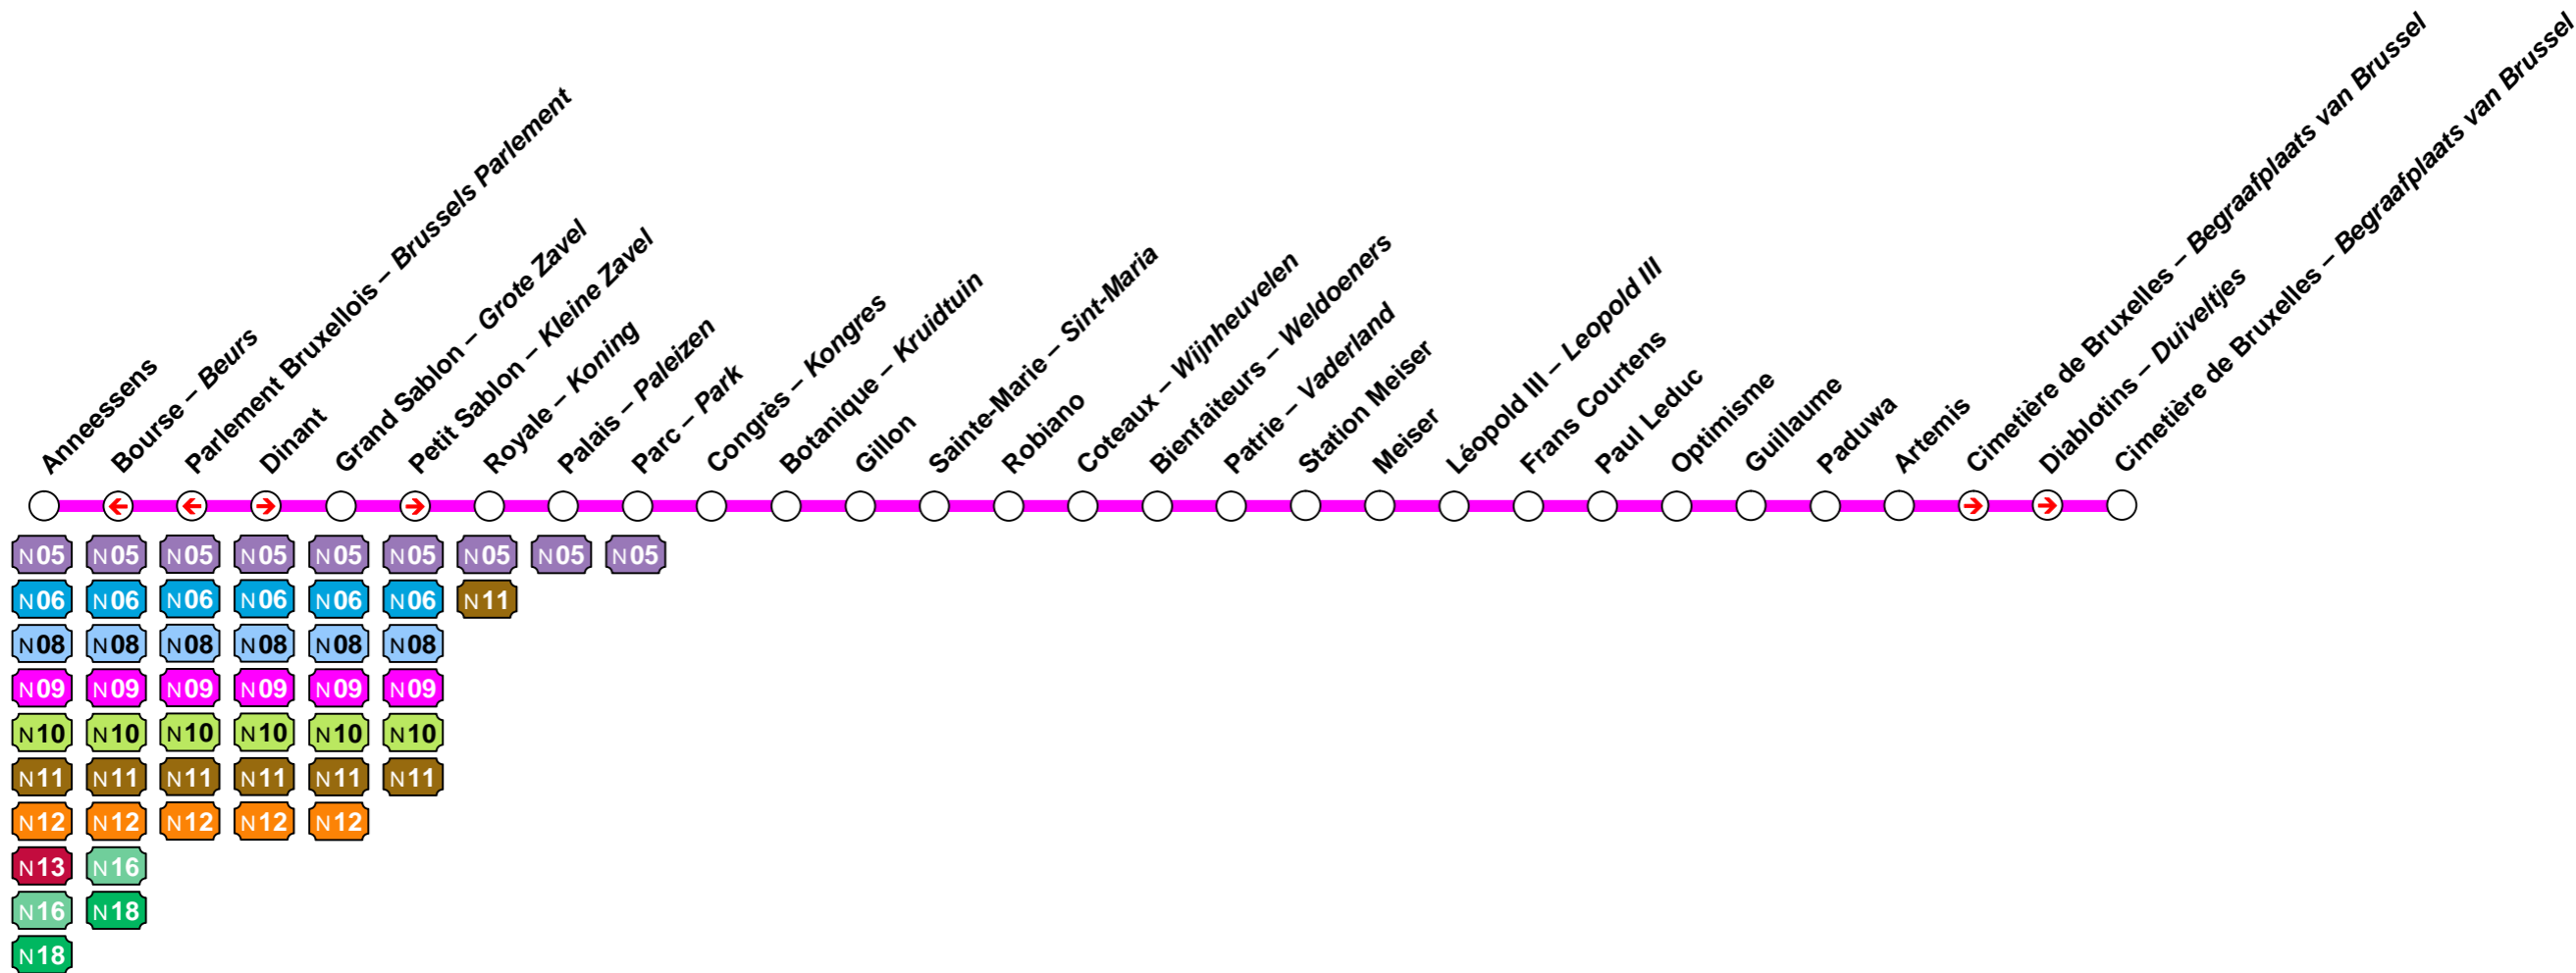 Anneessens
Bourse – Beurs
Parlement Bruxellois – Brussels Parlement
Dinant
Grand Sablon – Grote Zavel
Petit Sablon – Kleine Zavel
Royale – Koning
Palais – Paleizen
Parc – Park
Congrès – Kongres
Botanique – Kruidtuin
Gillon
Sainte-Marie – Sint-Maria
Robiano
Coteaux – Wijnheuvelen
Bienfaiteurs – Weldoeners
Patrie – Vaderland
Station Meiser
Meiser
Léopold III – Leopold III
Frans Courtens
Paul Leduc
Optimisme
Guillaume
Paduwa
Artemis
Cimetière de Bruxelles – Begraafplaats van Brussel
Diablotins – Duiveltjes
Cimetière de Bruxelles – Begraafplaats van Brussel
N05 N05 N05 N05 N05 N05 N05 N05 N05
N06 N06 N06 N06 N06 N06 N11
N08 N08 N08 N08 N08 N08
N09 N09 N09 N09 N09 N09
N10 N10 N10 N10 N10 N10
N11 N11 N11 N11 N11 N11
N12 N12 N12 N12 N12
N13 N16
N16 N18
N18